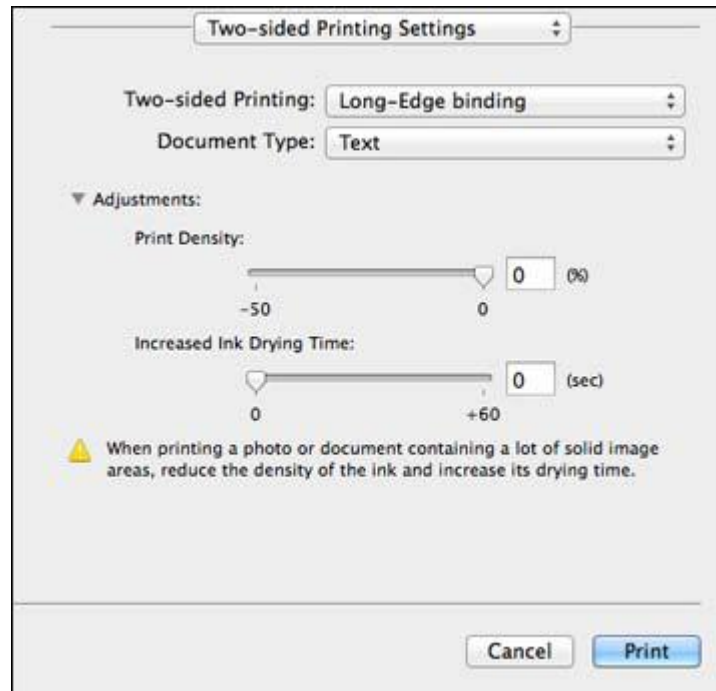 Two-sided Printing Settings
Two-sided Printing: Long-Edge binding
Document Type: Text
Adjustments:
Print Density:
0 (%)
-50 0
Increased Ink Drying Time:
0 (sec)
0 +60
When printing a photo or document containing a lot of solid image
areas, reduce the density of the ink and increase its drying time.
Cancel Print